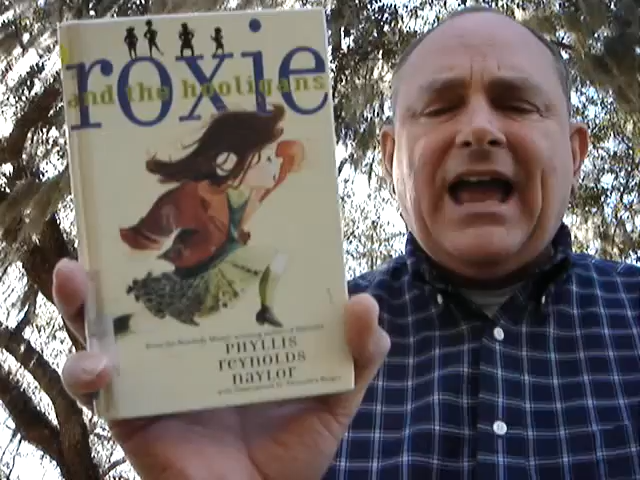 roxie
and the hooligans
PHYLLIS
REYNOLDS
NAYLOR